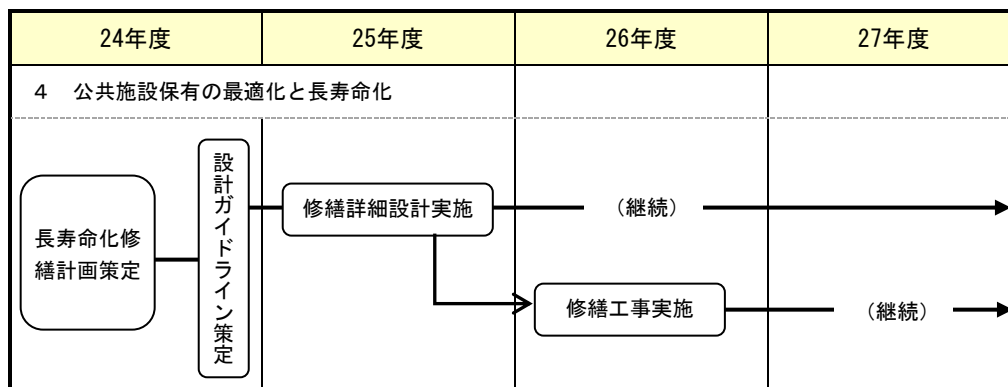 24年度 25年度 26年度 27年度
4 公共施設保有の最適化と長寿命化
長寿命化修
繕計画策定
設計ガイドライン策定
修繕詳細設計実施
(継続)
修繕工事実施
(継続)